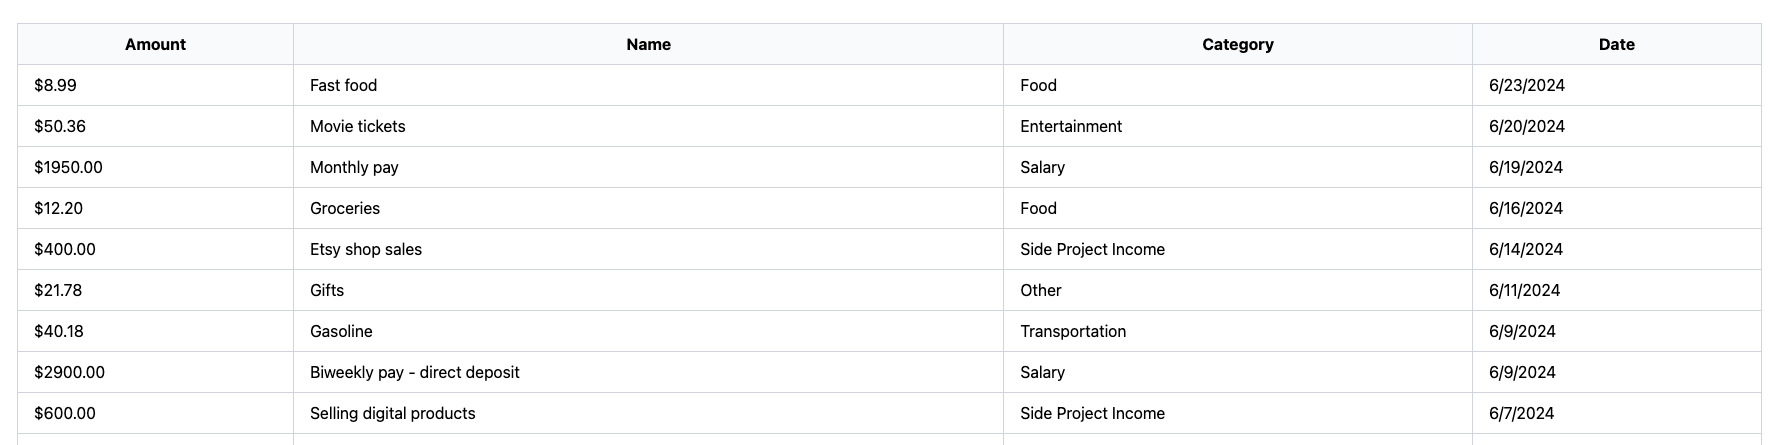 Amount Name Category Date
$8.99 Fast food Food 6/23/2024
$50.36 Movie tickets Entertainment 6/20/2024
$1950.00 Monthly pay Salary 6/19/2024
$12.20 Groceries Food 6/16/2024
$400.00 Etsy shop sales Side Project Income 6/14/2024
$21.78 Gifts Other 6/11/2024
$40.18 Gasoline Transportation 6/9/2024
$2900.00 Biweekly pay - direct deposit Salary 6/9/2024
$600.00 Selling digital products Side Project Income 6/7/2024